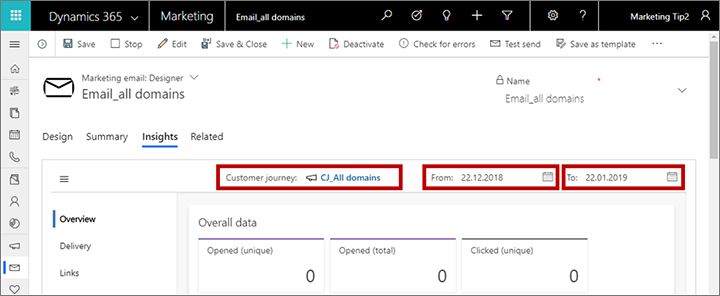 Dynamics 365 Marketing Email_all domains Marketing Tip2
Save Stop Edit Save & Close New Deactivate Check for errors Test send Save as template ...
Marketing email: Designer
Email_all domains
Name *
Email_all domains
Design Summary Insights Related
Customer journey: CJ_All domains From: 22.12.2018 To: 22.01.2019
Overview
Delivery
Links
Overall data
Opened (unique) Opened (total) Clicked (unique)
0 0 0